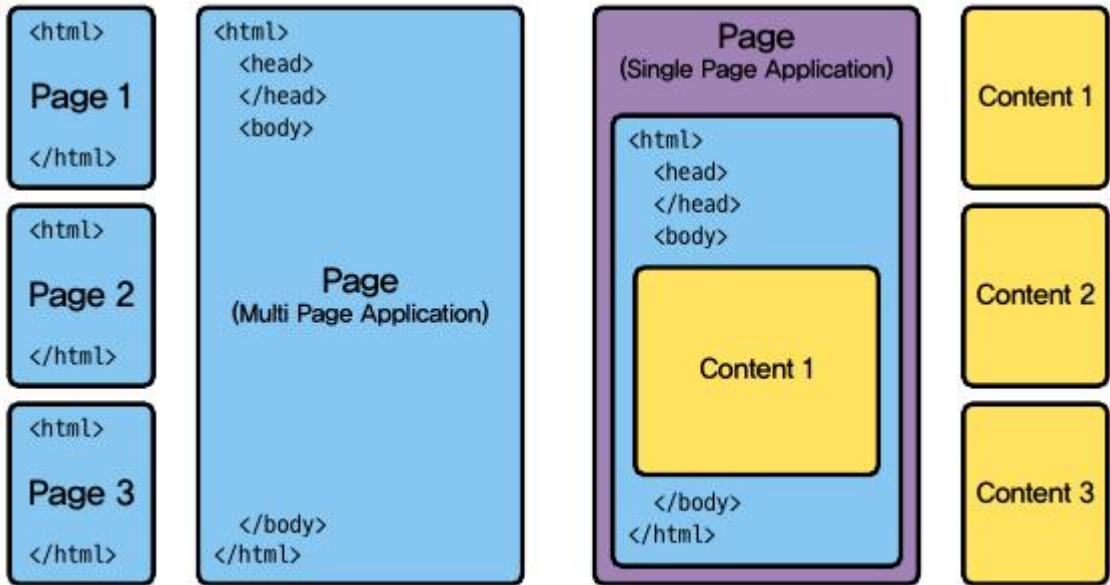 <html>
Page 1
</html>
<html>
Page 2
</html>
<html>
Page 3
</html>
<html>
<head>
</head>
<body>
Page
(Multi Page Application)
</body>
</html>
Page
(Single Page Application)
<html>
<head>
</head>
<body>
Content 1
</body>
</html>
Content 1
Content 2
Content 3